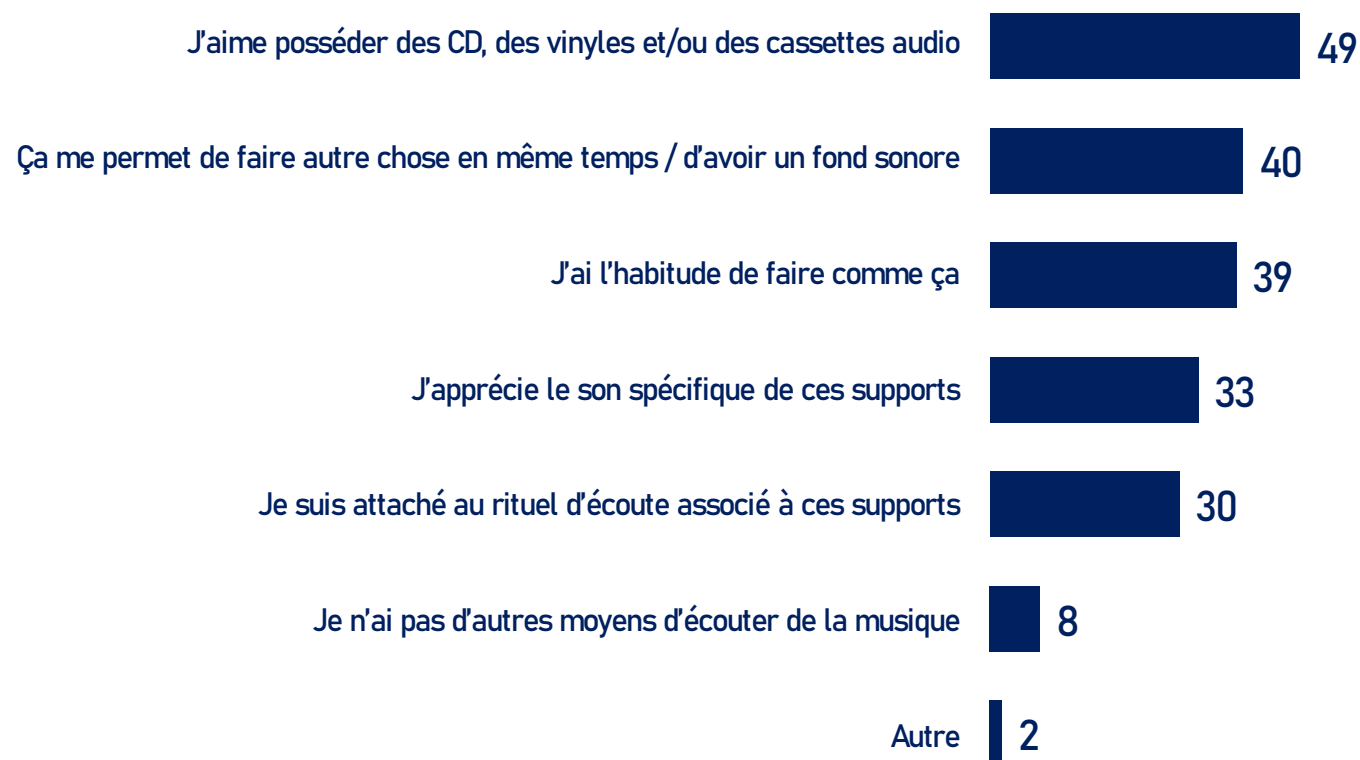 J'aime posséder des CD, des vinyles et/ou des cassettes audio 49
Ça me permet de faire autre chose en même temps / d'avoir un fond sonore 40
J'ai l'habitude de faire comme ça 39
J'apprécie le son spécifique de ces supports 33
Je suis attaché au rituel d'écoute associé à ces supports 30
Je n'ai pas d'autres moyens d'écouter de la musique 8
Autre 2